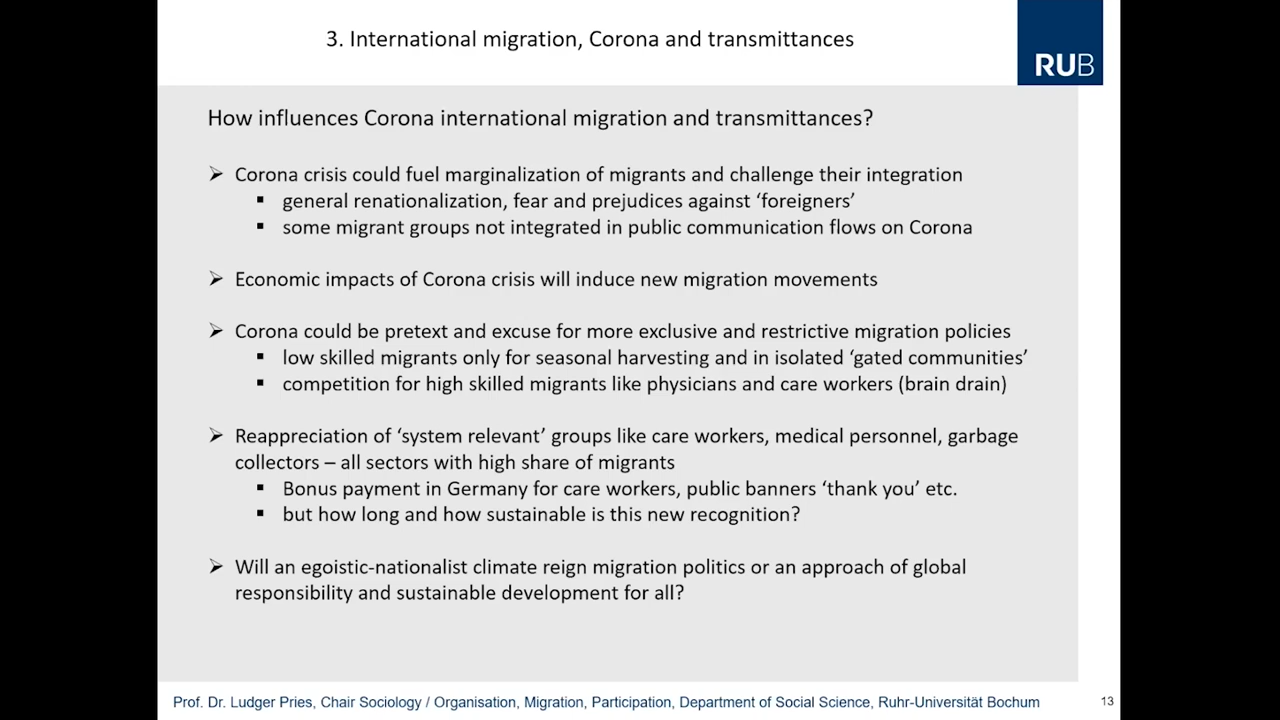 3. International migration, Corona and transmittances
RUB
How influences Corona international migration and transmittances?
➢ Corona crisis could fuel marginalization of migrants and challenge their integration
▪ general renationalization, fear and prejudices against ‘foreigners’
▪ some migrant groups not integrated in public communication flows on Corona
➢ Economic impacts of Corona crisis will induce new migration movements
➢ Corona could be pretext and excuse for more exclusive and restrictive migration policies
▪ low skilled migrants only for seasonal harvesting and in isolated ‘gated communities’
▪ competition for high skilled migrants like physicians and care workers (brain drain)
➢ Reappreciation of ‘system relevant’ groups like care workers, medical personnel, garbage
collectors – all sectors with high share of migrants
▪ Bonus payment in Germany for care workers, public banners ‘thank you’ etc.
▪ but how long and how sustainable is this new recognition?
➢ Will an egoistic-nationalist climate reign migration politics or an approach of global
responsibility and sustainable development for all?
Prof. Dr. Ludger Pries, Chair Sociology / Organisation, Migration, Participation, Department of Social Science, Ruhr-Universität Bochum
13